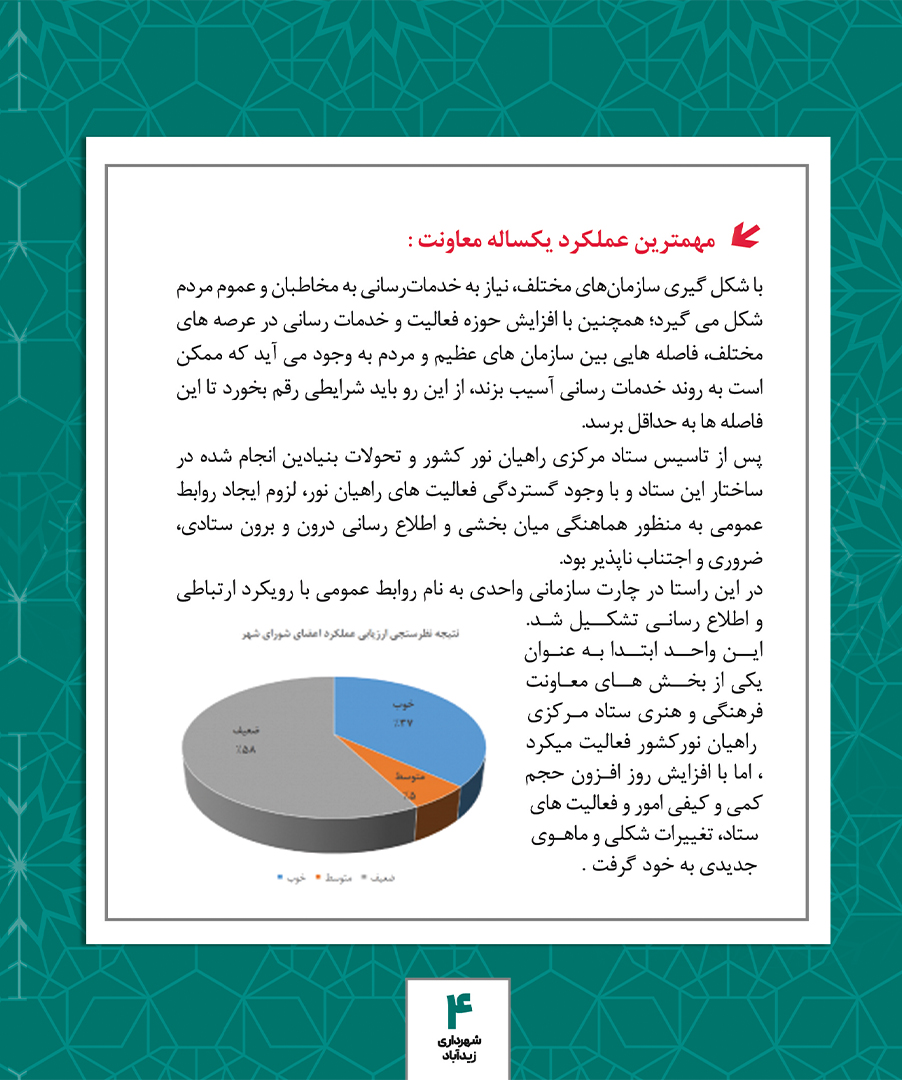 مهمترین عملکرد یکساله معاونت :
با شکل گیری سازمان‌های مختلف، نیاز به خدمات‌رسانی به مخاطبان و عموم مردم
شکل می گیرد؛ همچنین با افزایش حوزه فعالیت و خدمات رسانی در عرصه های
مختلف، فاصله هایی بین سازمان های عظیم و مردم به وجود می آید که ممکن
است به روند خدمات رسانی آسیب بزند، از این رو باید شرایطی رقم بخورد تا این
فاصله ها به حداقل برسد.
پس از تاسیس ستاد مرکزی راهیان نور کشور و تحولات بنیادین انجام شده در
ساختار این ستاد و با وجود گستردگی فعالیت های راهیان نور، لزوم ایجاد روابط
عمومی به منظور هماهنگی میان بخشی و اطلاع رسانی درون و برون ستادی،
ضروری و اجتناب ناپذیر بود.
در این راستا در چارت سازمانی واحدی به نام روابط عمومی با رویکرد ارتباطی
و اطلاع رسانی تشکیل شد.
این واحد ابتدا به عنوان
یکی از بخش های معاونت
فرهنگی و هنری ستاد مرکزی
راهیان نورکشور فعالیت میکرد
، اما با افزایش روز افزون حجم
کمی و کیفی امور و فعالیت های
ستاد، تغییرات شکلی و ماهوی
جدیدی به خود گرفت .
نتیجه نظرسنجی ارزیابی عملکرد اعضای شورای شهر
خوب
٪۳۷
ضعیف
٪۵۸
متوسط
٪۵
خوب متوسط ضعیف
۴
شهرداری
زیدآباد